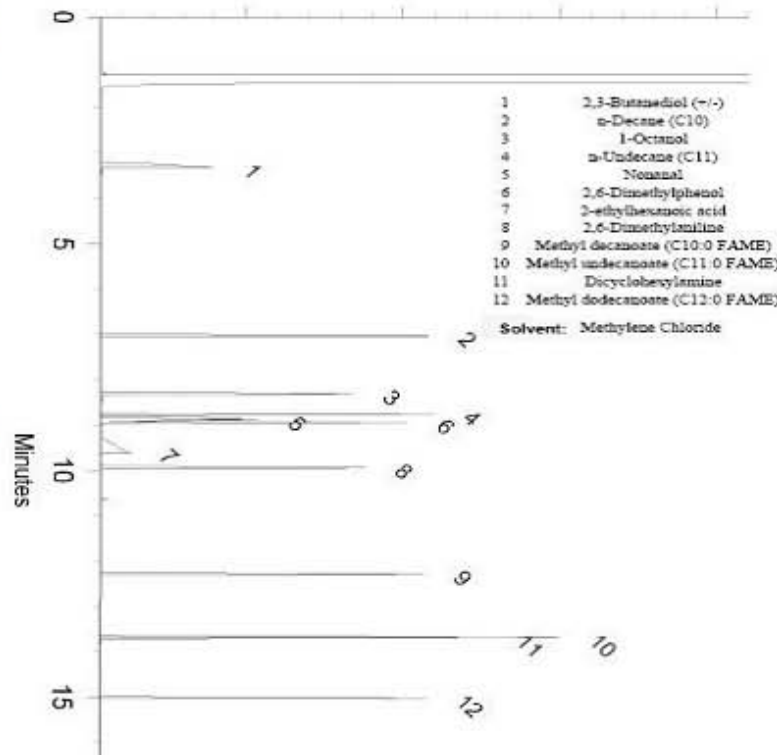 0
1 2,3-Butanediol (+/-)
2 n-Decane (C10)
3 1-Octanol
4 n-Undecane (C11)
5 Nonanal
6 2,6-Dimethylphenol
7 2-ethylhexanoic acid
8 2,6-Dimethylaniline
9 Methyl decanoate (C10:0 FAME)
10 Methyl undecanoate (C11:0 FAME)
11 Dicyclohexylamine
12 Methyl dodecanoate (C12:0 FAME)
Solvent: Methylene Chloride
1
5
2
3
4
5
6
7
10
8
Minutes
9
11
10
15
12